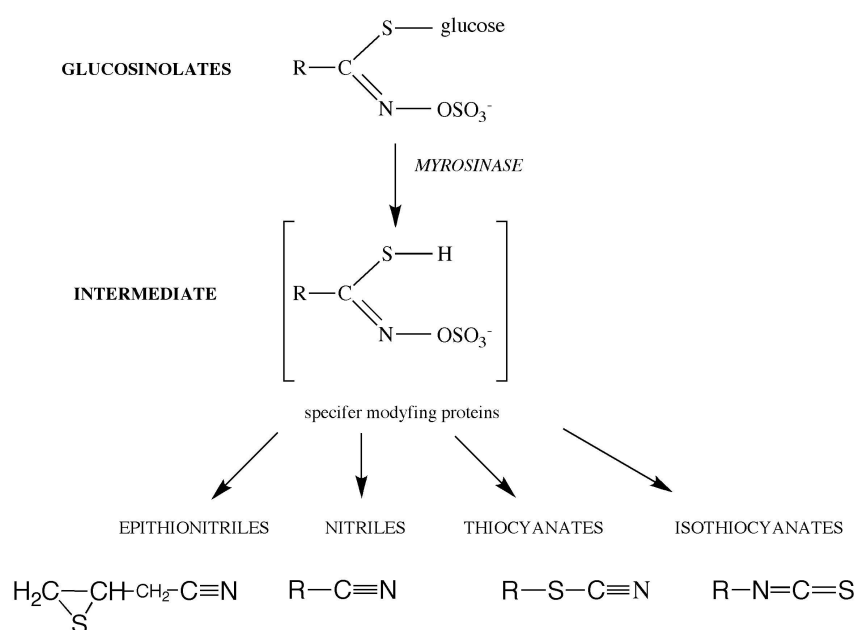 S—glucose
GLUCOSINOLATES
R—C
N—OSO₃⁻
MYROSINASE
S—H
INTERMEDIATE
R—C
N—OSO₃⁻
specifer modyfing proteins
EPITHIONITRILES NITRILES THIOCYANATES ISOTHIOCYANATES
H₂C—CH—CH₂—C≡N R—C≡N R—S—C≡N R—N=C=S
S